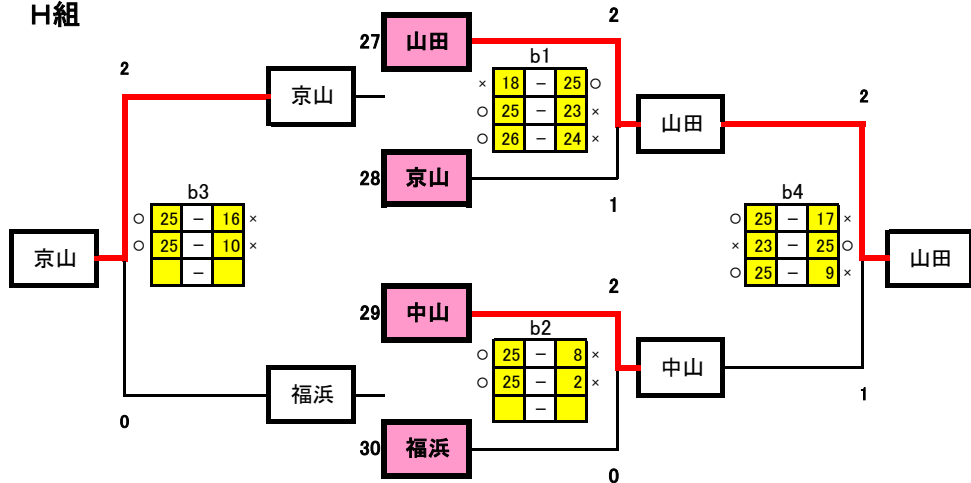 H組
2
27 山田
b1
京山
× 18 － 25 ○
○ 25 － 23 ×
○ 26 － 24 ×
山田
2
2
28 京山
1
b3
○ 25 － 16 ×
○ 25 － 10 ×
－
京山
b4
○ 25 － 17 ×
× 23 － 25 ○
○ 25 － 9 ×
山田
29 中山
2
b2
○ 25 － 8 ×
○ 25 － 2 ×
－
中山
福浜
1
0
30 福浜
0